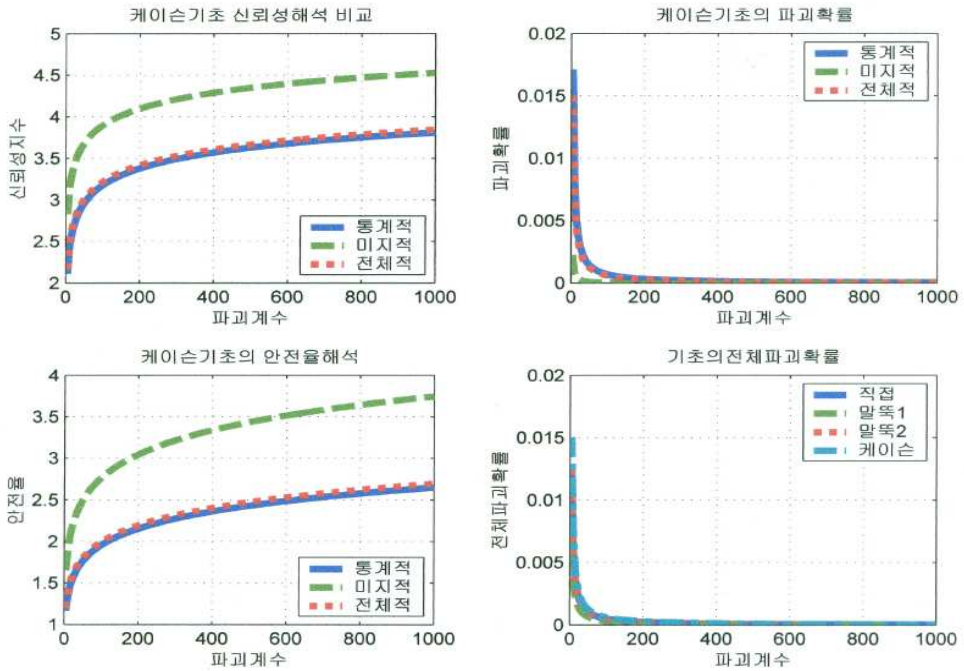 케이슨기초 신뢰성해석 비교
신뢰성지수
5
4.5
4
3.5
3
2.5
2
0
200
400
600
800
1000
파괴계수
통계적
미지적
전체적
케이슨기초의 파괴확률
파괴확률
0.02
0.015
0.01
0.005
0
0
200
400
600
800
1000
파괴계수
통계적
미지적
전체적
케이슨기초의 안전율해석
안전율
4
3.5
3
2.5
2
1.5
1
0
200
400
600
800
1000
파괴계수
통계적
미지적
전체적
기초의전체파괴확률
전체파괴확률
0.02
0.015
0.01
0.005
0
0
200
400
600
800
1000
파괴계수
직접
말뚝1
말뚝2
케이슨